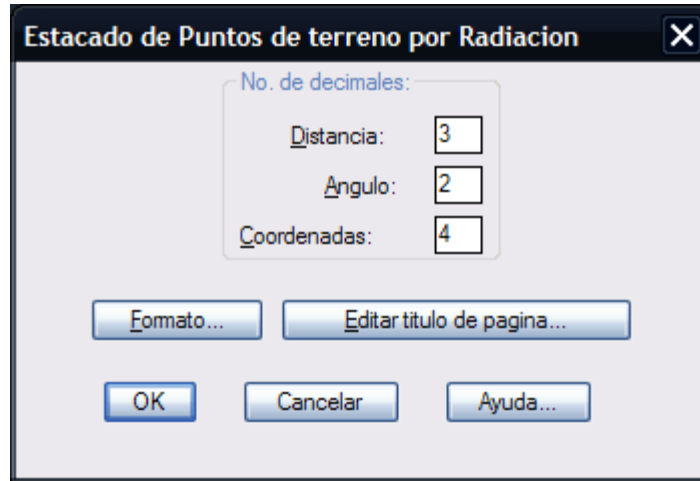 Estacado de Puntos de terreno por Radiacion
No. de decimales:
Distancia: 3
Angulo: 2
Coordenadas: 4
Formato... Editar titulo de pagina...
OK Cancelar Ayuda...